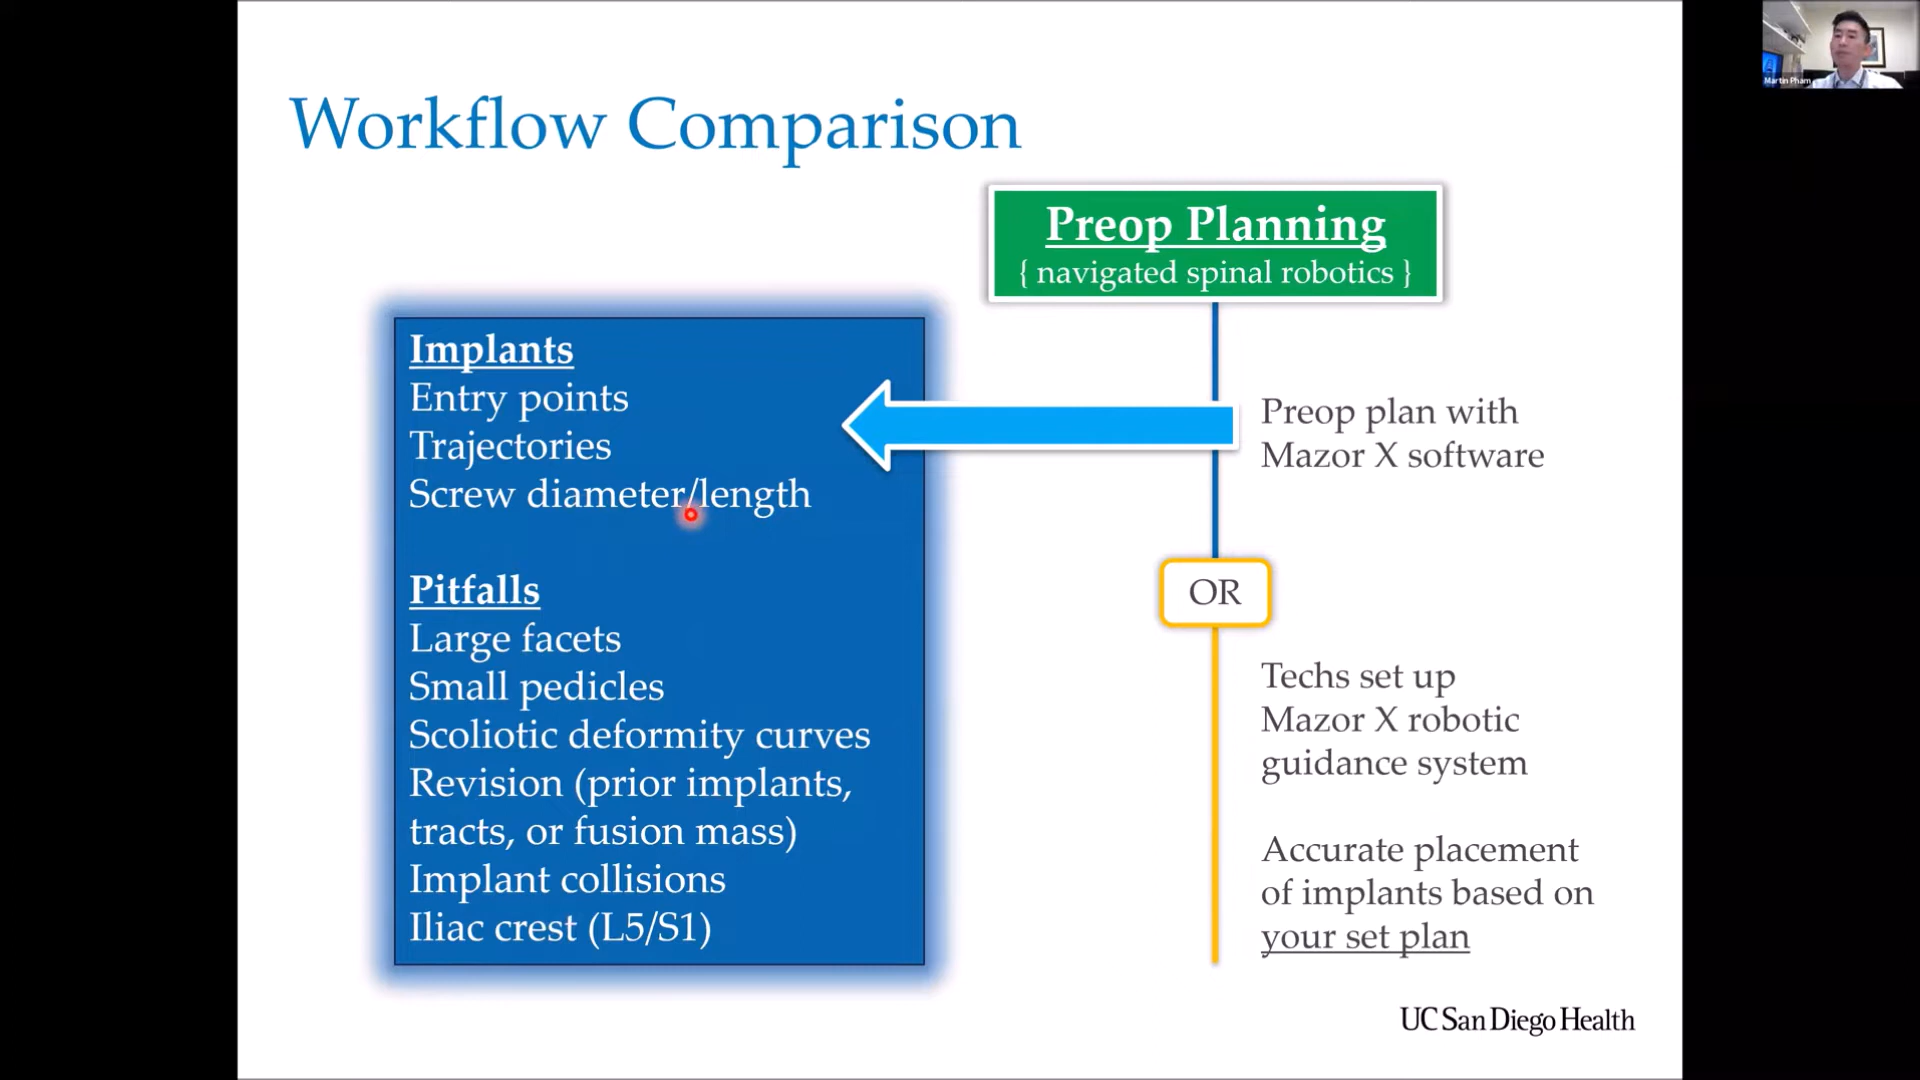 Workflow Comparison
Preop Planning
{ navigated spinal robotics }
Implants
Entry points
Trajectories
Screw diameter/length
Pitfalls
Large facets
Small pedicles
Scoliotic deformity curves
Revision (prior implants,
tracts, or fusion mass)
Implant collisions
Iliac crest (L5/S1)
Preop plan with
Mazor X software
OR
Techs set up
Mazor X robotic
guidance system
Accurate placement
of implants based on
your set plan
UC San Diego Health
Martin Pham